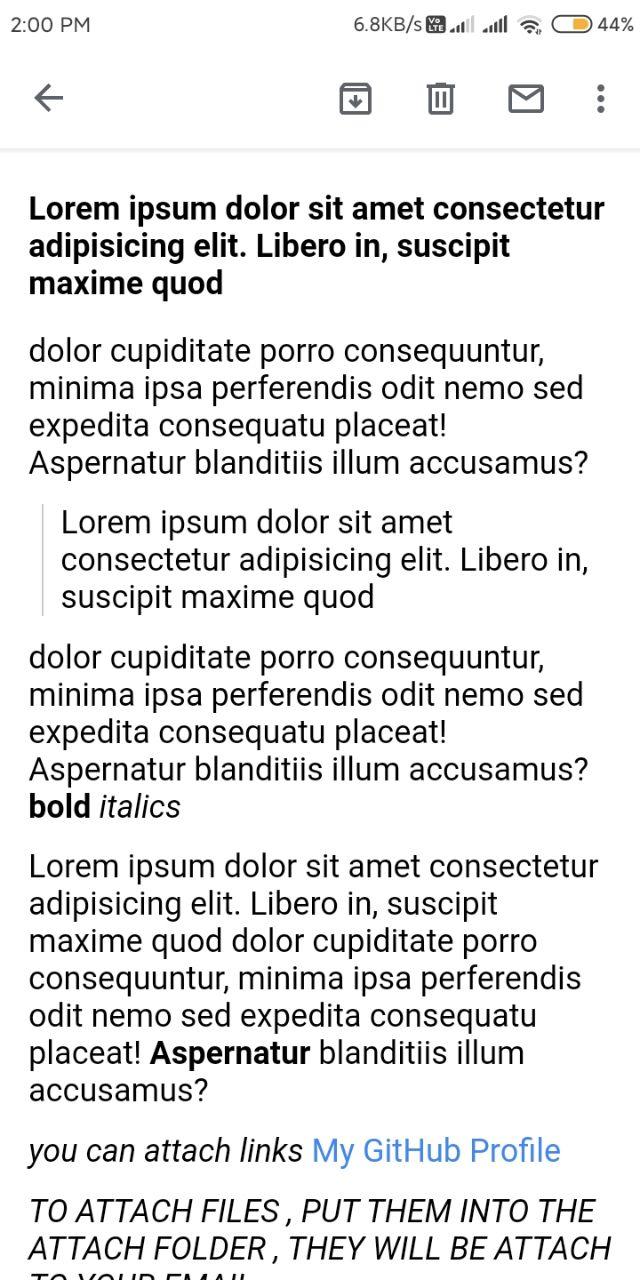 2:00 PM 6.8KB/s Vo LTE 44%
Lorem ipsum dolor sit amet consectetur
adipisicing elit. Libero in, suscipit
maxime quod
dolor cupiditate porro consequuntur,
minima ipsa perferendis odit nemo sed
expedita consequatu placeat!
Aspernatur blanditiis illum accusamus?
Lorem ipsum dolor sit amet
consectetur adipisicing elit. Libero in,
suscipit maxime quod
dolor cupiditate porro consequuntur,
minima ipsa perferendis odit nemo sed
expedita consequatu placeat!
Aspernatur blanditiis illum accusamus?
bold italics
Lorem ipsum dolor sit amet consectetur
adipisicing elit. Libero in, suscipit
maxime quod dolor cupiditate porro
consequuntur, minima ipsa perferendis
odit nemo sed expedita consequatu
placeat! Aspernatur blanditiis illum
accusamus?
you can attach links My GitHub Profile
TO ATTACH FILES , PUT THEM INTO THE
ATTACH FOLDER , THEY WILL BE ATTACH
TO YOUR EMAIL